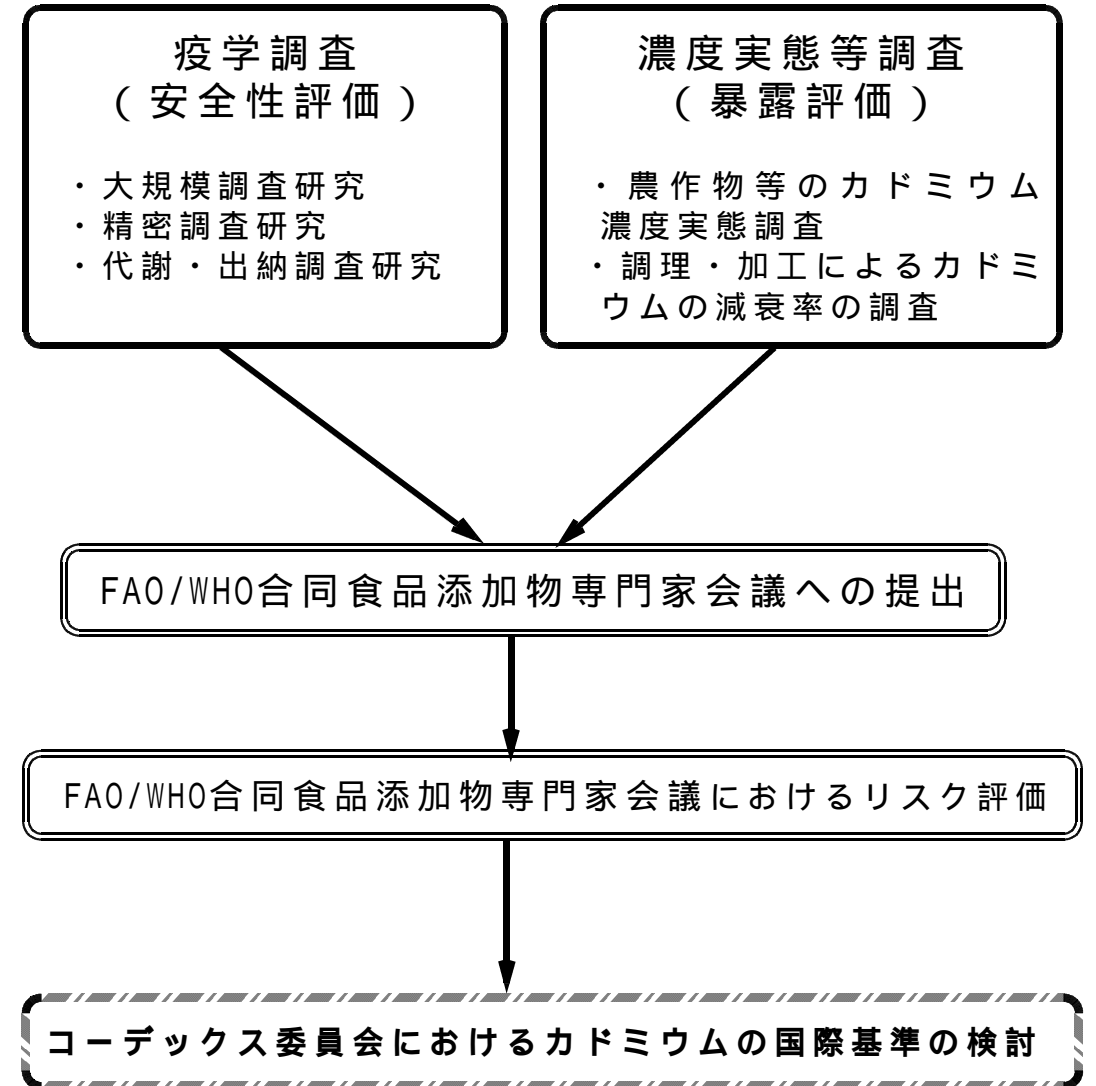 疫学調査
(安全性評価)
・大規模調査研究
・精密調査研究
・代謝・出納調査研究
濃度実態等調査
(暴露評価)
・農作物等のカドミウム
濃度実態調査
・調理・加工によるカドミ
ウムの減衰率の調査
FAO/WHO合同食品添加物専門家会議への提出
FAO/WHO合同食品添加物専門家会議におけるリスク評価
コーデックス委員会におけるカドミウムの国際基準の検討